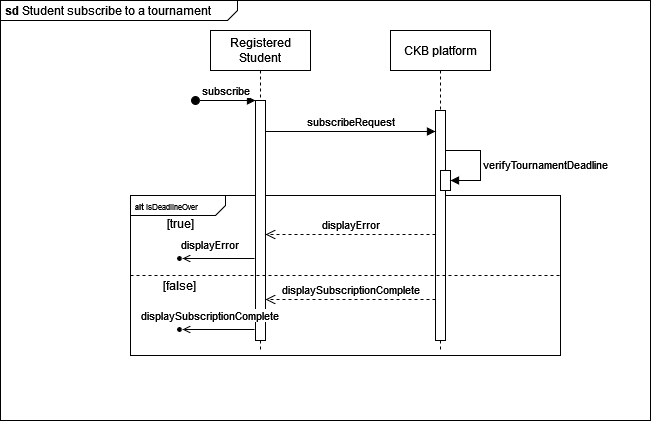 sd Student subscribe to a tournament
Registered
Student
CKB platform
subscribe
subscribeRequest
verifyTournamentDeadline
alt isDeadlineOver
[true]
displayError
displayError
[false]
displaySubscriptionComplete
displaySubscriptionComplete